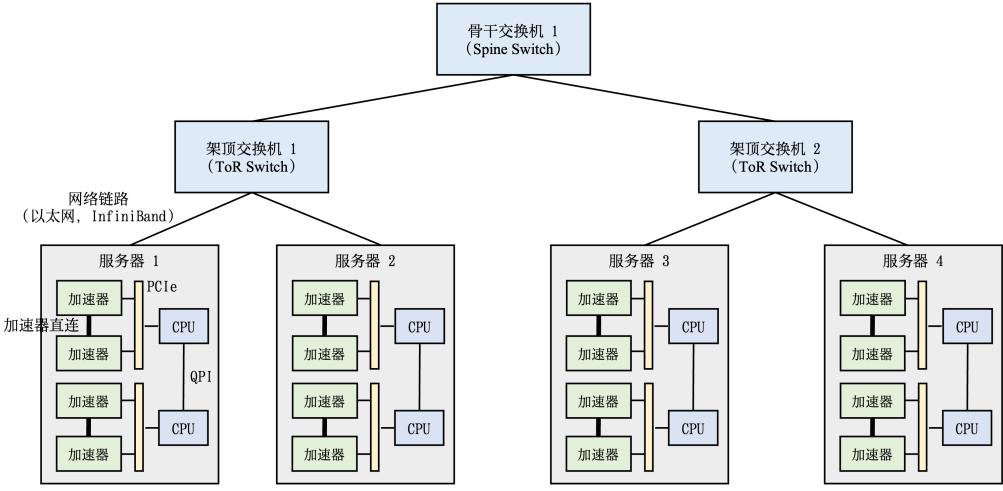 骨干交换机 1
（Spine Switch）
架顶交换机 1
（ToR Switch）
架顶交换机 2
（ToR Switch）
网络链路
（以太网，InfiniBand）
服务器 1
PCIe
加速器
CPU
加速器直连
加速器
QPI
加速器
CPU
加速器
服务器 2
加速器
CPU
加速器
加速器
CPU
加速器
服务器 3
加速器
CPU
加速器
加速器
CPU
加速器
服务器 4
加速器
CPU
加速器
加速器
CPU
加速器